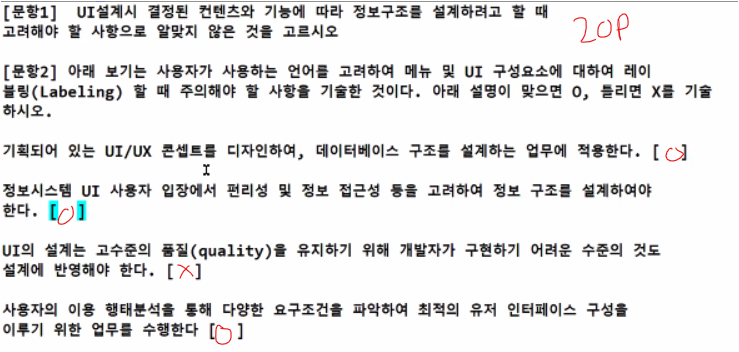 [문항1] UI설계시 결정된 컨텐츠와 기능에 따라 정보구조를 설계하려고 할 때
고려해야 할 사항으로 알맞지 않은 것을 고르시오
20P
[문항2] 아래 보기는 사용자가 사용하는 언어를 고려하여 메뉴 및 UI 구성요소에 대하여 레이
블링(Labeling) 할 때 주의해야 할 사항을 기술한 것이다. 아래 설명이 맞으면 O, 틀리면 X를 기술
하시오.
기획되어 있는 UI/UX 콘셉트를 디자인하여, 데이터베이스 구조를 설계하는 업무에 적용한다. [ O ]
정보시스템 UI 사용자 입장에서 편리성 및 정보 접근성 등을 고려하여 정보 구조를 설계하여야
한다. [ O ]
UI의 설계는 고수준의 품질(quality)을 유지하기 위해 개발자가 구현하기 어려운 수준의 것도
설계에 반영해야 한다. [ X ]
사용자의 이용 행태분석을 통해 다양한 요구조건을 파악하여 최적의 유저 인터페이스 구성을
이루기 위한 업무를 수행한다 [ O ]